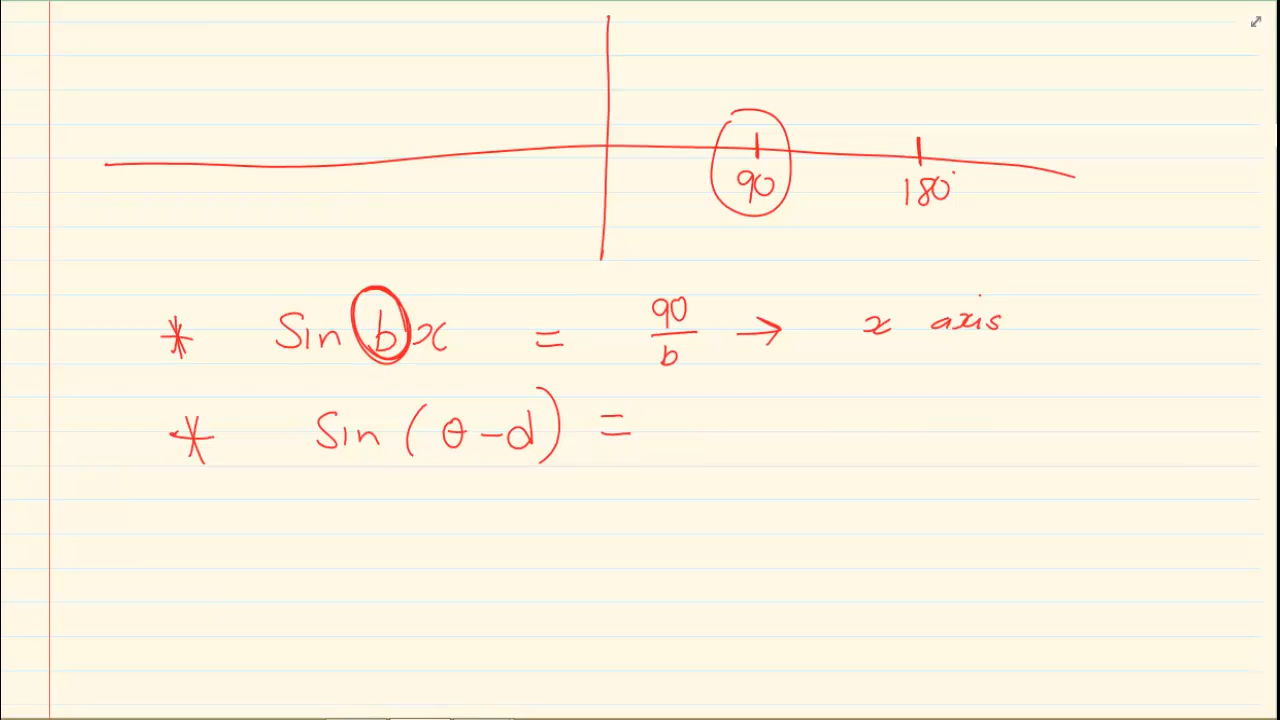 90 180°
* Sin bx = 90/b → x axis
* Sin (θ-d) =